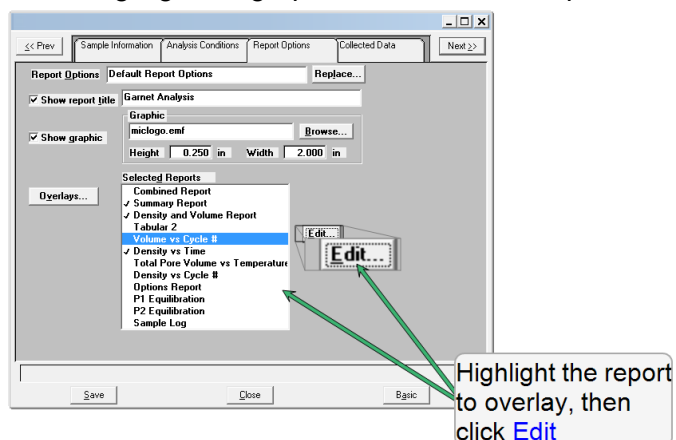 << Prev
Sample Information
Analysis Conditions
Report Options
Collected Data
Next >>
Report Options Default Report Options Replace...
Show report title Garnet Analysis
Graphic
Show graphic miclogo.emf Browse...
Height 0.250 in Width 2.000 in
Selected Reports
Overlays...
Combined Report
Summary Report
Density and Volume Report
Tabular 2
Volume vs Cycle #
Density vs Time
Total Pore Volume vs Temperature
Density vs Cycle #
Options Report
P1 Equilibration
P2 Equilibration
Sample Log
Edit...
Edit...
Save Close Basic
Highlight the report
to overlay, then
click Edit